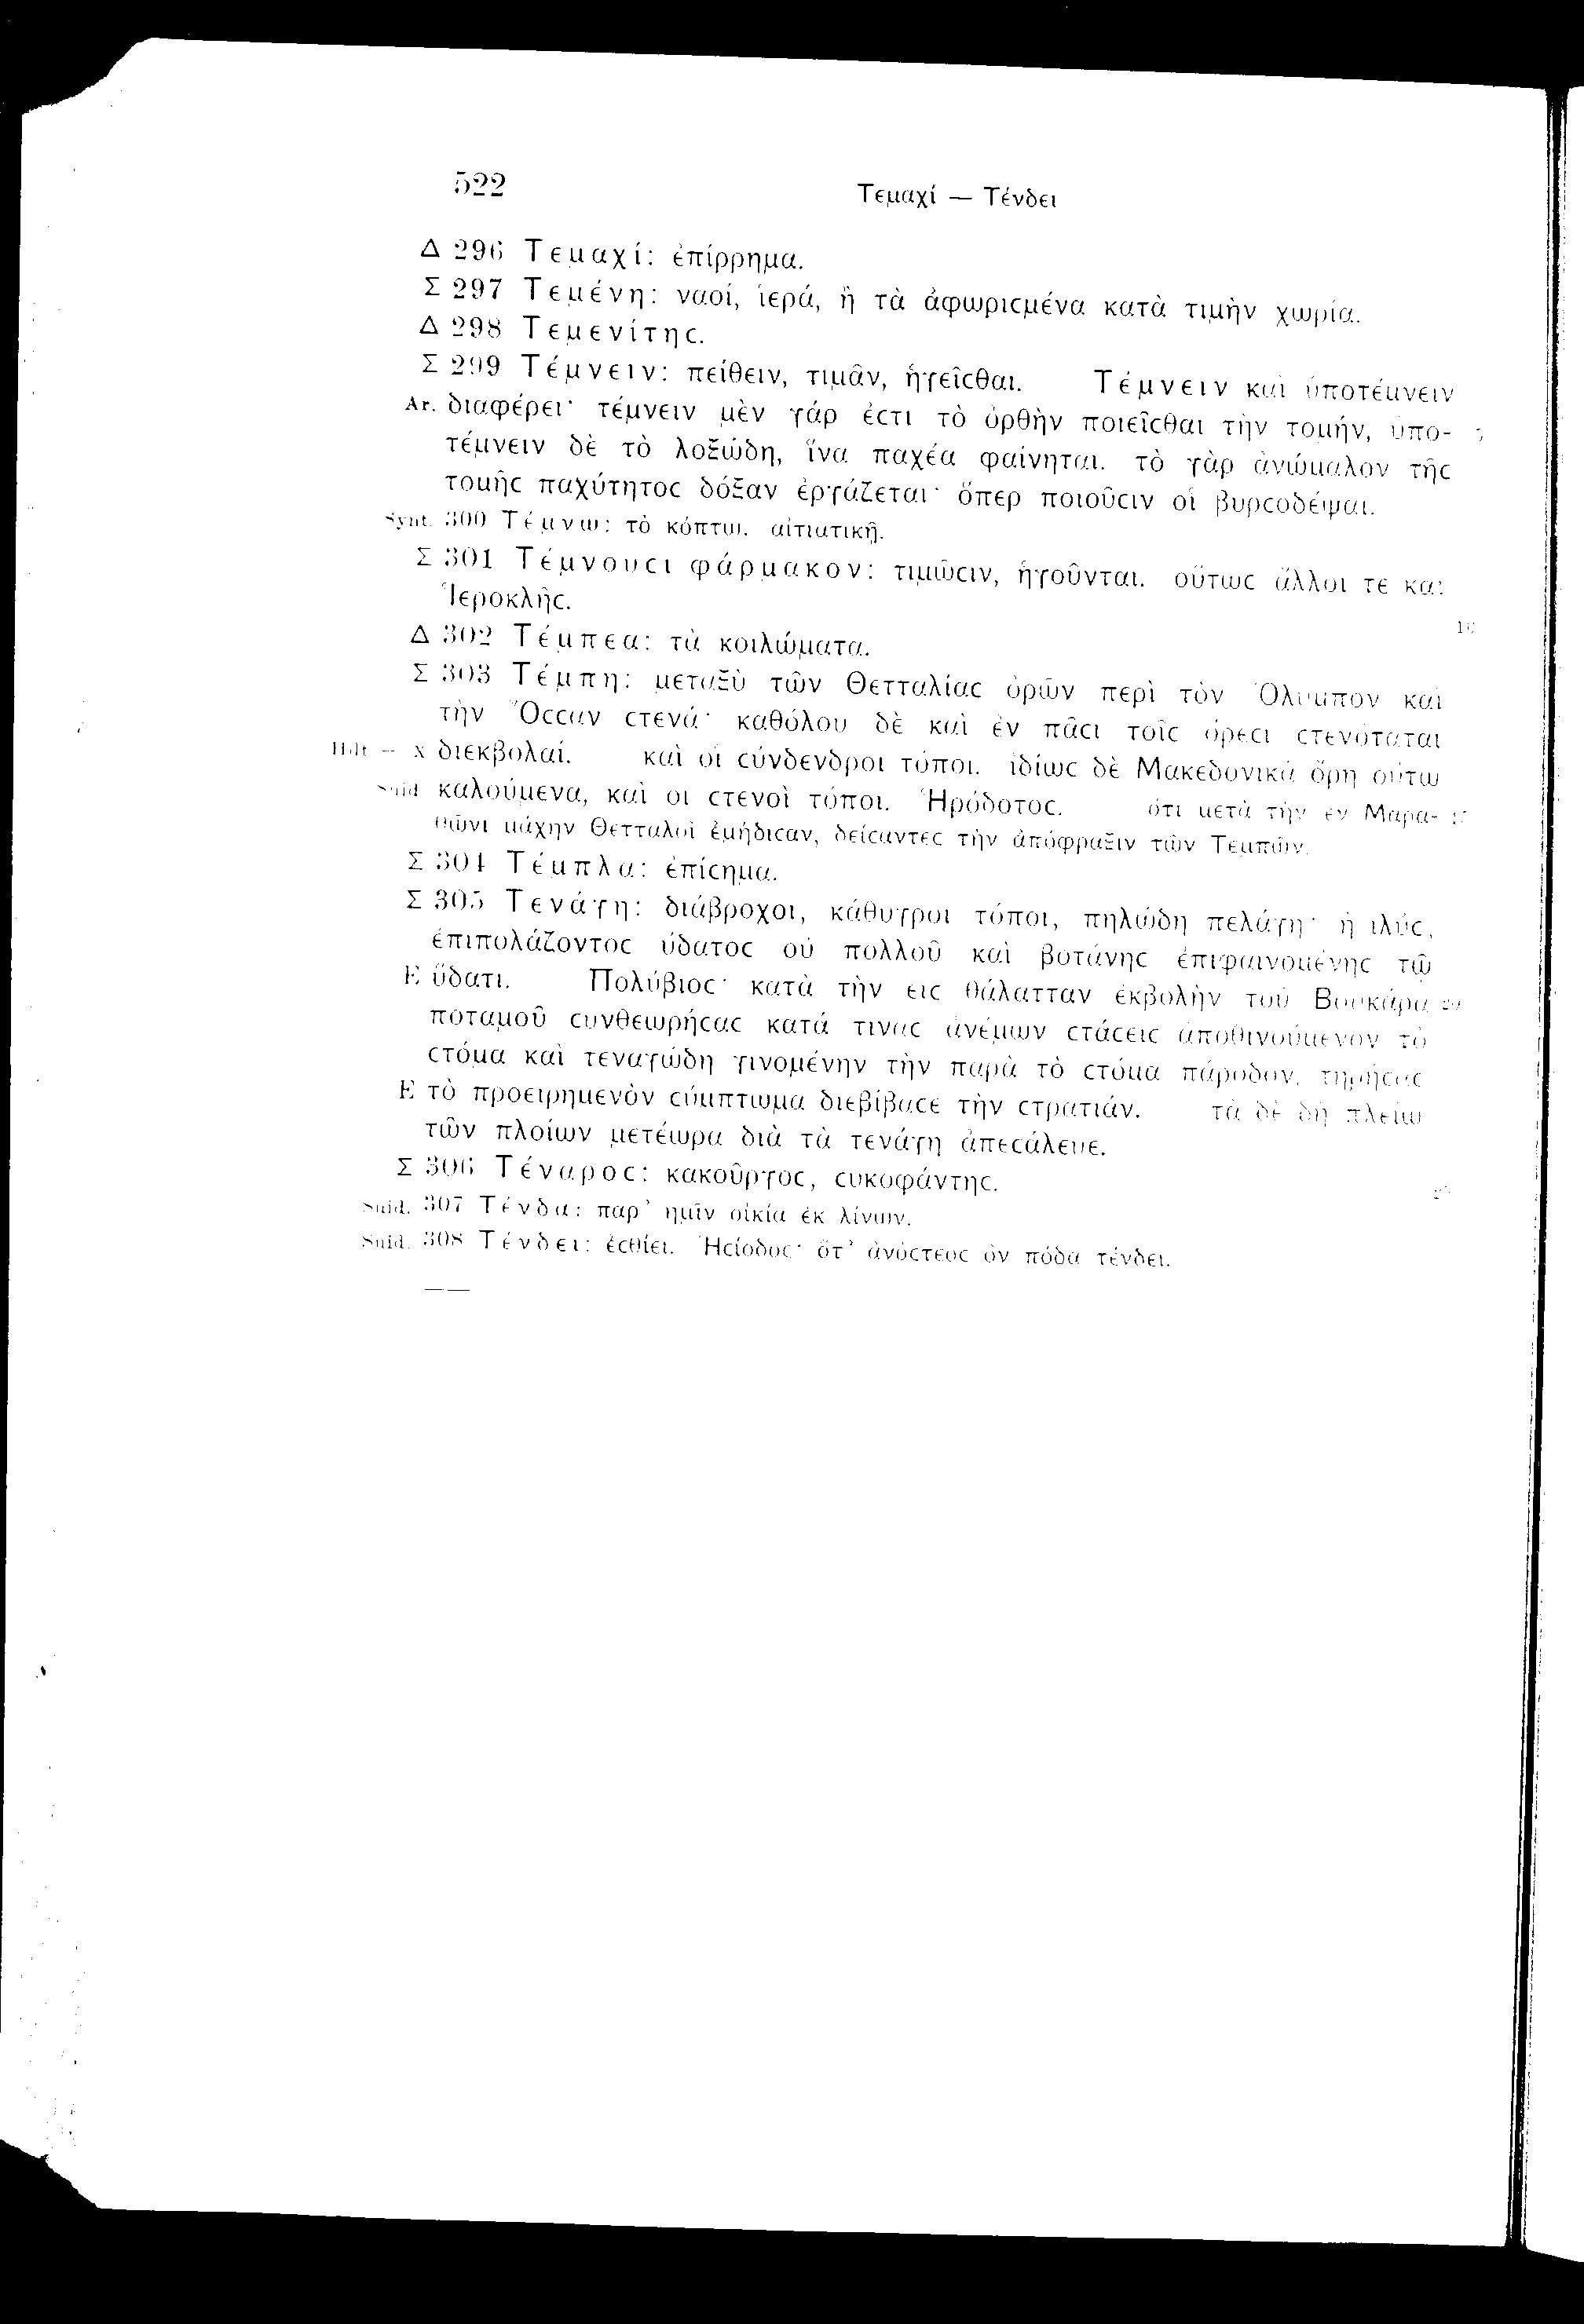 522
Τεμαχί — Τένδει
Δ 296 Τεμαχί: ἐπίρρημα.
Σ 297 Τεμένη: ναοί, ἱερά, ἢ τὰ ἀφωριϲμένα κατὰ τιμὴν χωρία.
Δ 298 Τεμενίτηϲ.
Σ 299 Τέμνειν: πείθειν, τιμᾶν, ἡγεῖϲθαι. Τέμνειν καὶ ὑποτέμνειν
Ar. διαφέρει· τέμνειν μὲν γάρ ἐϲτι τὸ ὀρθὴν ποιεῖϲθαι τὴν τομήν, ὑπο- 5
τέμνειν δὲ τὸ λοξώδη, ἵνα παχέα φαίνηται. τὸ γὰρ ἀνώμαλον τῆϲ
τομῆϲ παχύτητοϲ δόξαν ἐργάζεται· ὅπερ ποιοῦϲιν οἱ βυρϲοδέψαι.
Synt. 300 Τέμνω: τὸ κόπτω. αἰτιατικῇ.
Σ 301 Τέμνουϲι φάρμακον: τιμῶϲιν, ἡγοῦνται. οὕτωϲ ἄλλοι τε καὶ
Ἱεροκλῆϲ. 10
Δ 302 Τέμπεα: τὰ κοιλώματα.
Σ 303 Τέμπη: μεταξὺ τῶν Θετταλίαϲ ὀρῶν περὶ τὸν Ὄλυμπον καὶ
τὴν Ὄϲϲαν ϲτενά· καθόλου δὲ καὶ ἐν πᾶϲι τοῖϲ ὄρεϲι ϲτενόταται
Hdt — x διεκβολαί. καὶ οἱ ϲύνδενδροι τόποι. ἰδίωϲ δὲ Μακεδονικὰ ὄρη οὕτω
Suid καλούμενα, καὶ οἱ ϲτενοὶ τόποι. Ἡρόδοτοϲ. ὅτι μετὰ τὴν ἐν Μαρα- 15
θῶνι μάχην Θετταλοὶ ἐμήδιϲαν, δείϲαντεϲ τὴν ἀπόφραξιν τῶν Τεμπῶν.
Σ 304 Τέμπλα: ἐπίϲημα.
Σ 305 Τενάγη: διάβροχοι, κάθυγροι τόποι, πηλώδη πελάγη· ἢ ἰλύϲ,
ἐπιπολάζοντοϲ ὕδατοϲ οὐ πολλοῦ καὶ βοτάνηϲ ἐπιφαινομένηϲ τῷ
E ὕδατι. Πολύβιοϲ· κατὰ τὴν εἰϲ θάλατταν ἐκβολὴν τοῦ Βουκάρα 20
ποταμοῦ ϲυνθεωρήϲαϲ κατά τιναϲ ἀνέμων ϲτάϲειϲ ἀποθινούμενον τὸ
ϲτόμα καὶ τεναγώδη γινομένην τὴν παρὰ τὸ ϲτόμα πάροδον, τηρήϲαϲ
E τὸ προειρημενὸν ϲύμπτωμα διεβίβαϲε τὴν ϲτρατιάν. τὰ δὲ δὴ πλείω
τῶν πλοίων μετέωρα διὰ τὰ τενάγη ἀπεϲάλευε.
Σ 306 Τέναροϲ: κακοῦργοϲ, ϲυκοφάντηϲ. 25
Suid. 307 Τένδα: παρ’ ἡμῖν οἰκία ἐκ λίνων.
Suid. 308 Τένδει: ἐϲθίει. Ἡϲίοδοϲ· ὅτ’ ἀνόϲτεοϲ ὃν πόδα τένδει.